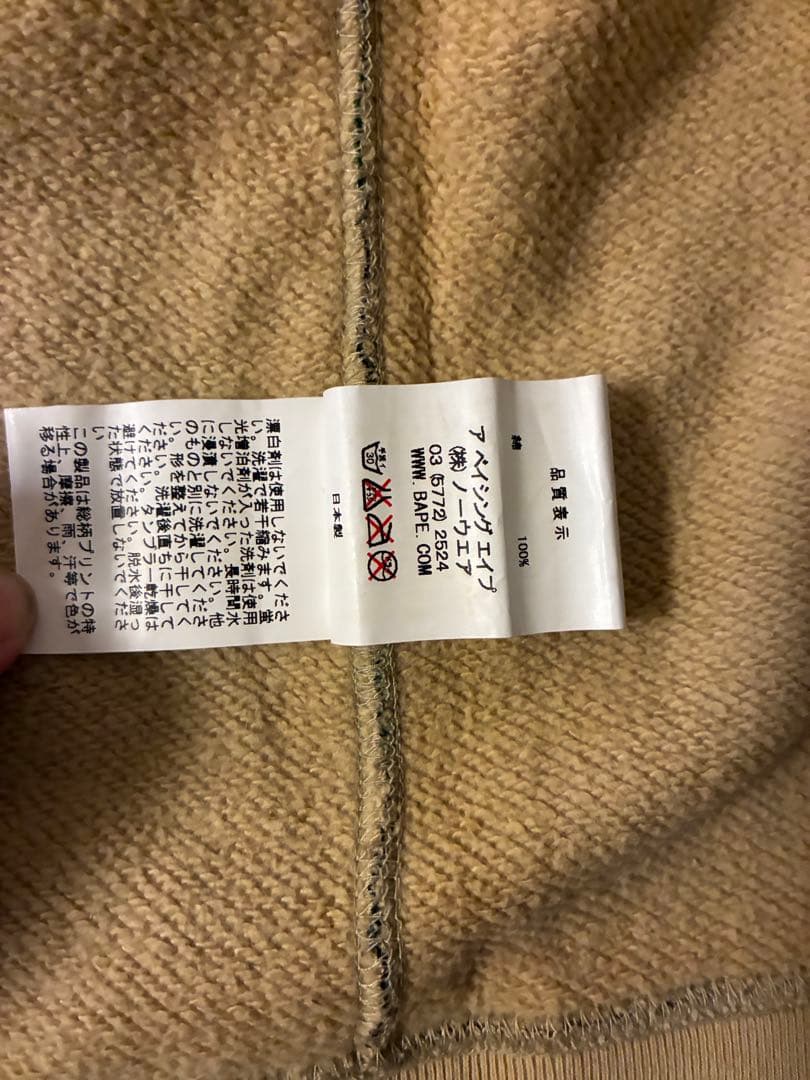 品質表示
綿 100%
ア ベイシング エイプ
(株) ノーウエア
03 (5772) 2524
WWW. BAPE. COM
日本製
漂白剤は使用しないでくださ
い。洗濯で若干縮みます。蛍
光増泊剤が入った洗剤は使用
しないでください。長時間水
に浸漬しないでください。他
のものと別に洗濯してくださ
い。形を整えてから干してく
ださい。洗濯後直ちに干して
ください。タンブラー乾燥は
避けてください。脱水後湿っ
た状態で放置しないでくださ
い
この製品は総柄プリントの特
性上、摩擦、雨、汗等で色が
移る場合があります。